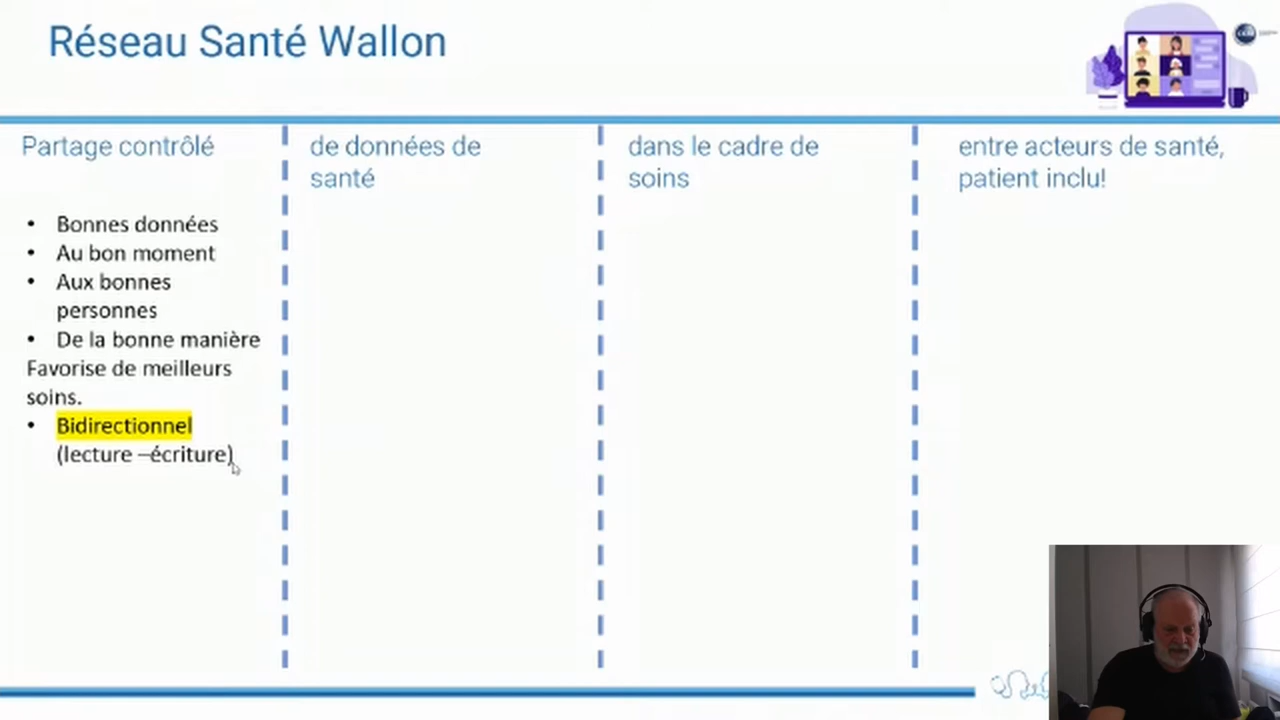 Réseau Santé Wallon
Partage contrôlé
• Bonnes données
• Au bon moment
• Aux bonnes
personnes
• De la bonne manière
Favorise de meilleurs
soins.
• Bidirectionnel
(lecture –écriture)
de données de
santé
dans le cadre de
soins
entre acteurs de santé,
patient inclu!